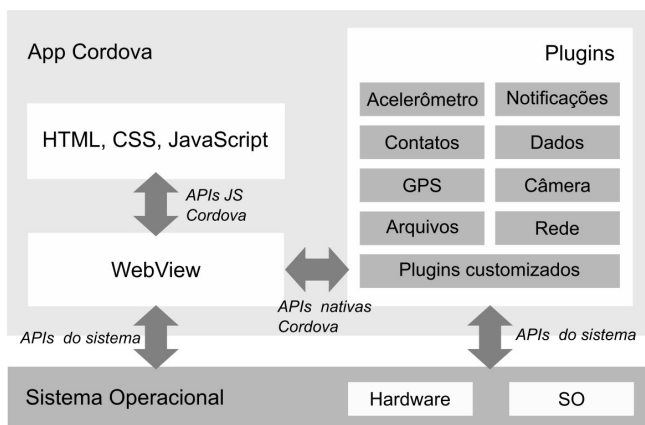 App Cordova
Plugins
HTML, CSS, JavaScript
APIs JS
Cordova
WebView
Acelerômetro
Notificações
Contatos
Dados
GPS
Câmera
Arquivos
Rede
Plugins customizados
APIs nativas
Cordova
APIs do sistema
APIs do sistema
Sistema Operacional
Hardware
SO